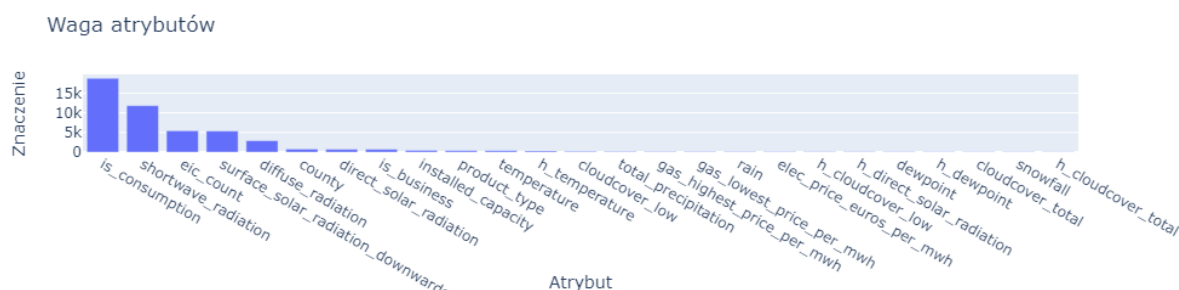 Waga atrybutów
Znaczenie
15k
10k
5k
0
is_consumption
shortwave_radiation
eic_count
surface_solar_radiation_downwards
diffuse_radiation
county
direct_solar_radiation
is_business
installed_capacity
product_type
temperature
h_temperature
cloudcover_low
total_precipitation
gas_highest_price_per_mwh
gas_lowest_price_per_mwh
rain
elec_price_euros_per_mwh
h_cloudcover_low
h_direct_solar_radiation
dewpoint
h_dewpoint
cloudcover_total
snowfall
h_cloudcover_total
Atrybut